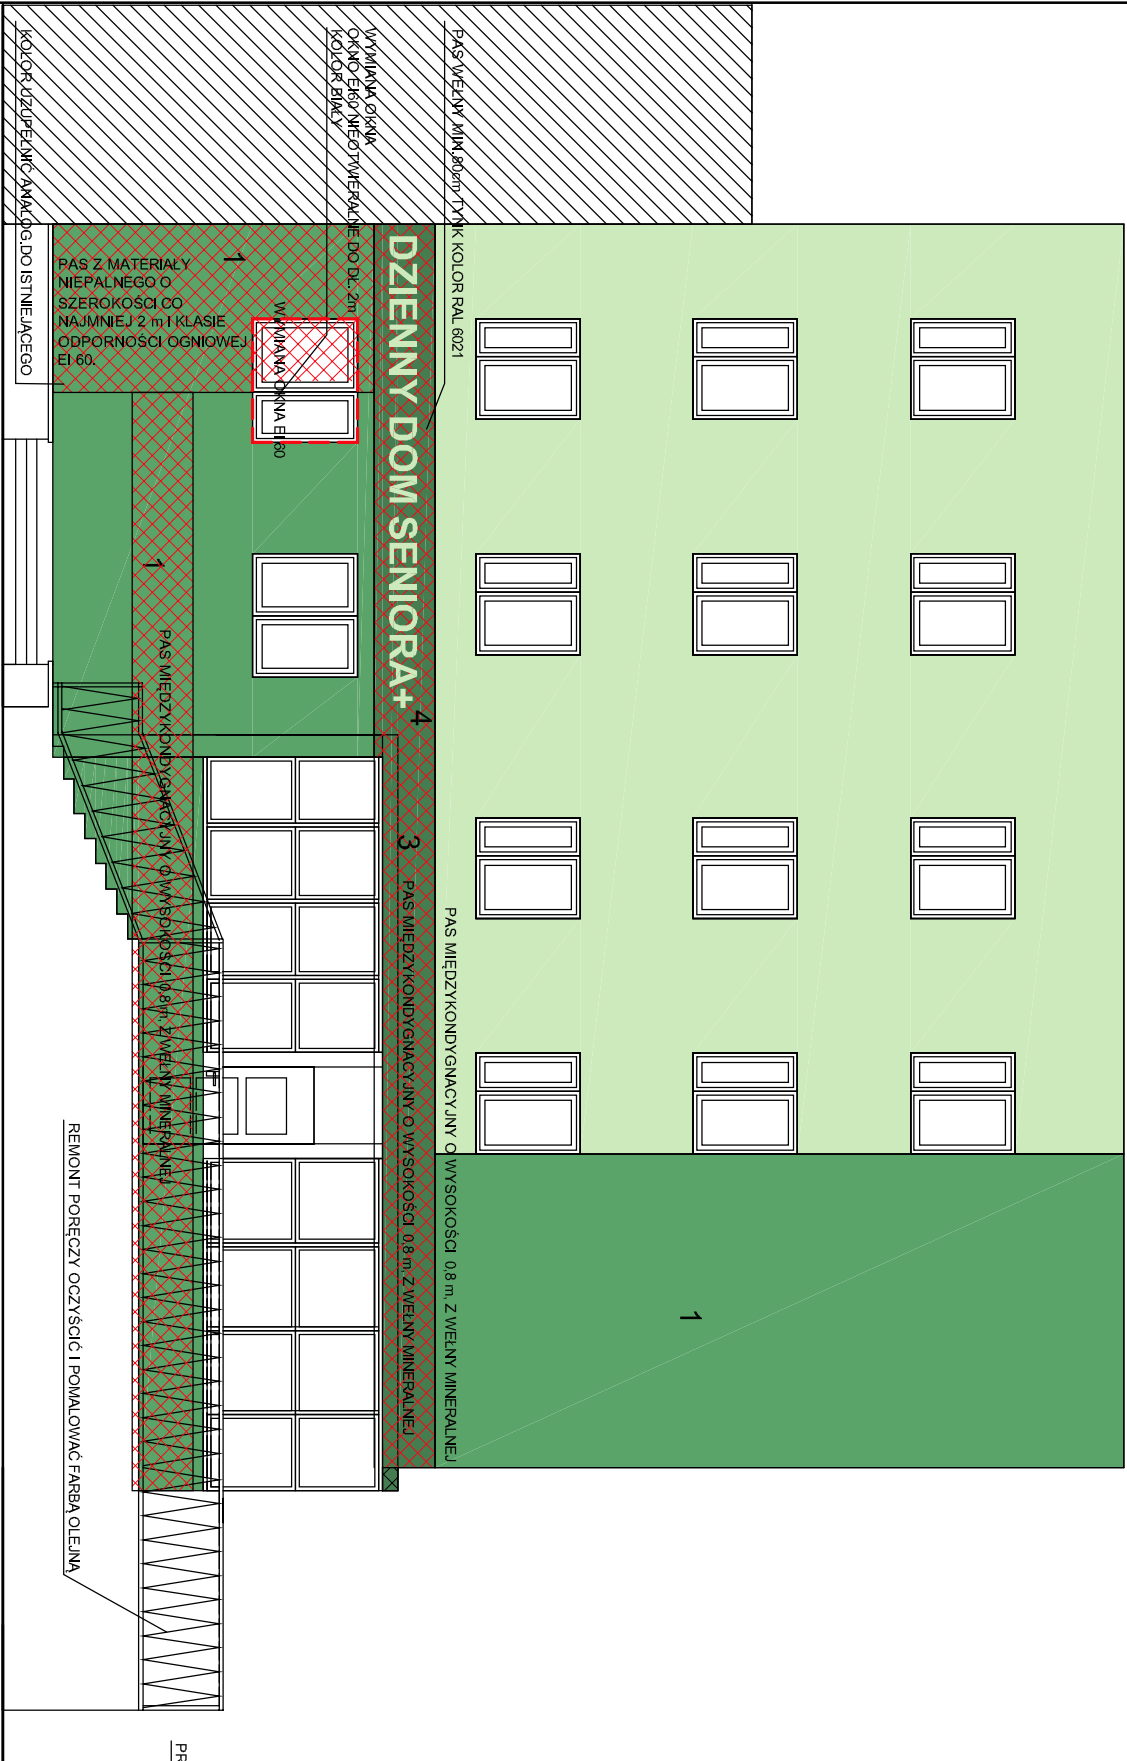 PAS WEŁNY MIN.80cm TYNK KOLOR RAL 6021
WYMIANA OKNA
OKNO EI60 NIEOTWIERALNE DO DŁ. 2m
KOLOR BIAŁY
KOLOR UZUPEŁNIĆ ANALOG.DO ISTNIEJACEGO
1
PAS Z MATERIAŁY
NIEPALNEGO O
SZEROKOŚCI CO
NAJMNIEJ 2 m I KLASIE
ODPORNOŚCI OGNIOWEJ
EI 60.
WYMIANA OKNA EI 60
DZIENNY DOM SENIORA+
4
1
PAS MIĘDZYKONDYGNACYJNY O WYSOKOŚCI 0,8 m, Z WEŁNY MINERALNEJ
3
PAS MIĘDZYKONDYGNACYJNY O WYSOKOŚCI 0,8 m, Z WEŁNY MINERALNEJ
PAS MIĘDZYKONDYGNACYJNY O WYSOKOŚCI 0,8 m, Z WEŁNY MINERALNEJ
1
REMONT PORĘCZY OCZYŚCIĆ I POMALOWAĆ FARBĄ OLEJNĄ
PR